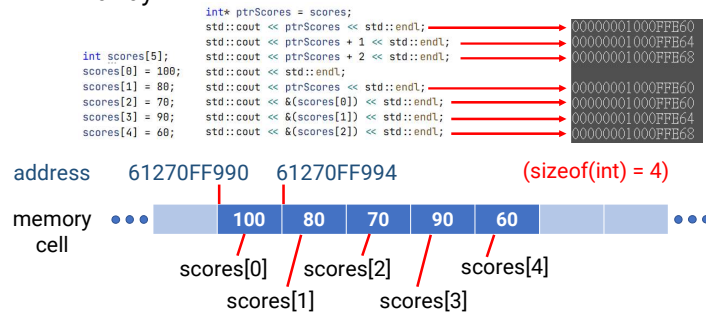 int scores[5];
scores[0] = 100;
scores[1] = 80;
scores[2] = 70;
scores[3] = 90;
scores[4] = 60;
int* ptrScores = scores;
std::cout << ptrScores << std::endl;
std::cout << ptrScores + 1 << std::endl;
std::cout << ptrScores + 2 << std::endl;
std::cout << std::endl;
std::cout << ptrScores << std::endl;
std::cout << &(scores[0]) << std::endl;
std::cout << &(scores[1]) << std::endl;
std::cout << &(scores[2]) << std::endl;
00000001000FFE60
00000001000FFE64
00000001000FFE68
00000001000FFE60
00000001000FFE60
00000001000FFE64
00000001000FFE68
address 61270FF990 61270FF994 (sizeof(int) = 4)
memory
cell
100 80 70 90 60
scores[0] scores[2] scores[4]
scores[1] scores[3]